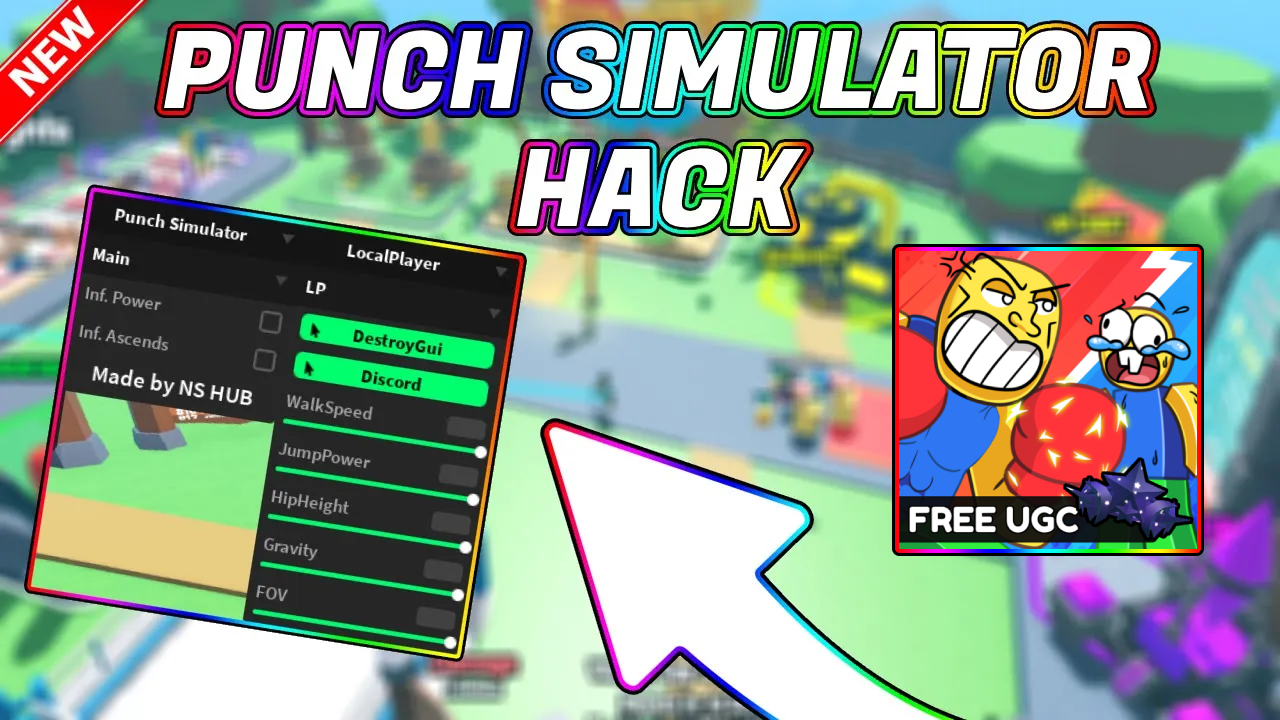 NEW
PUNCH SIMULATOR
HACK
Punch Simulator
LocalPlayer
Main
LP
Inf. Power
DestroyGui
Inf. Ascends
Discord
Made by NS HUB
WalkSpeed
JumpPower
HipHeight
Gravity
FOV
FREE UGC